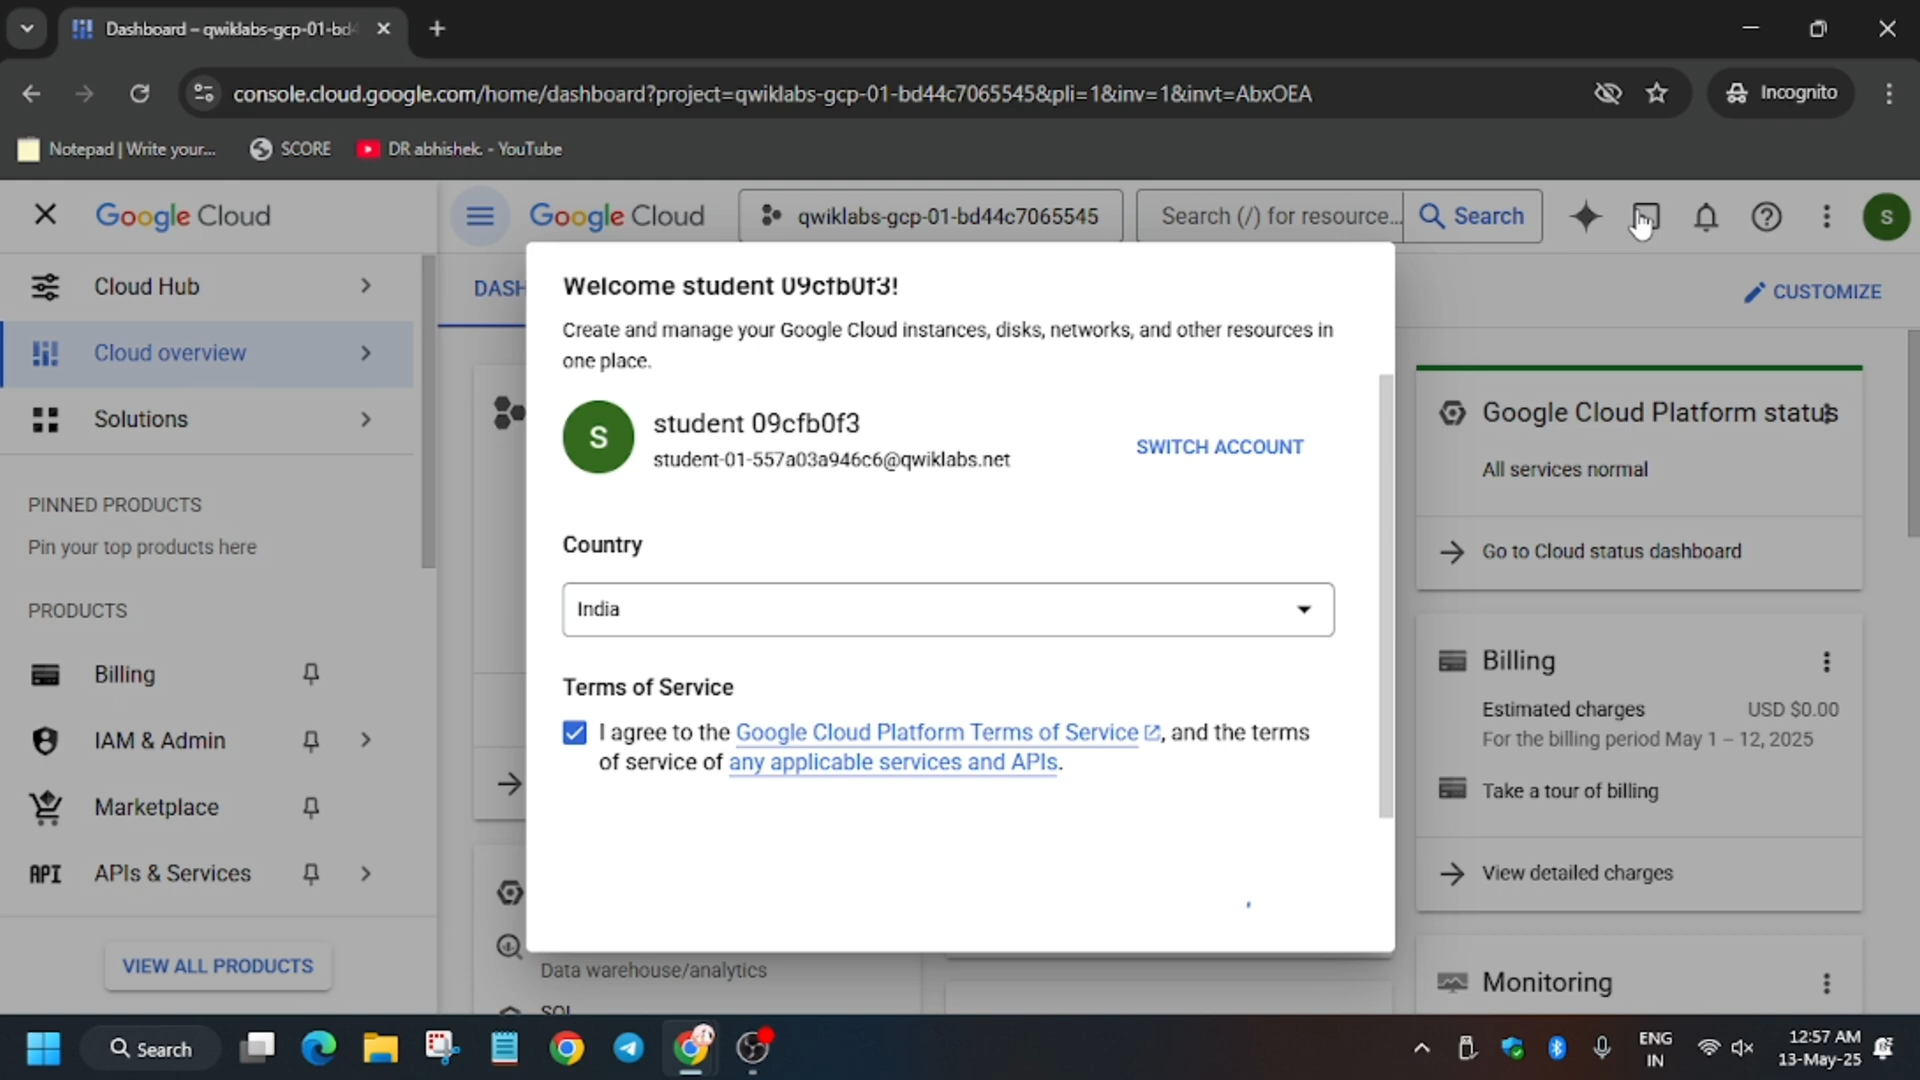 Dashboard – qwiklabs-gcp-01-bd4
console.cloud.google.com/home/dashboard?project=qwiklabs-gcp-01-bd44c7065545&pli=1&inv=1&invt=AbxOEA
Incognito
Notepad | Write your...
SCORE
DR abhishek. - YouTube
Google Cloud
Google Cloud
qwiklabs-gcp-01-bd44c7065545
Search (/) for resource...
Search
S
Cloud Hub
Cloud overview
Solutions
PINNED PRODUCTS
Pin your top products here
PRODUCTS
Billing
IAM & Admin
Marketplace
API APIs & Services
VIEW ALL PRODUCTS
DASH
CUSTOMIZE
Welcome student 09cfb0f3!
Create and manage your Google Cloud instances, disks, networks, and other resources in
one place.
S
student 09cfb0f3
student-01-557a03a946c6@qwiklabs.net
SWITCH ACCOUNT
Country
India
Terms of Service
I agree to the Google Cloud Platform Terms of Service, and the terms
of service of any applicable services and APIs.
Data warehouse/analytics
SQL
Google Cloud Platform status
All services normal
Go to Cloud status dashboard
Billing
Estimated charges USD $0.00
For the billing period May 1 – 12, 2025
Take a tour of billing
View detailed charges
Monitoring
Search
ENG
IN
12:57 AM
13-May-25